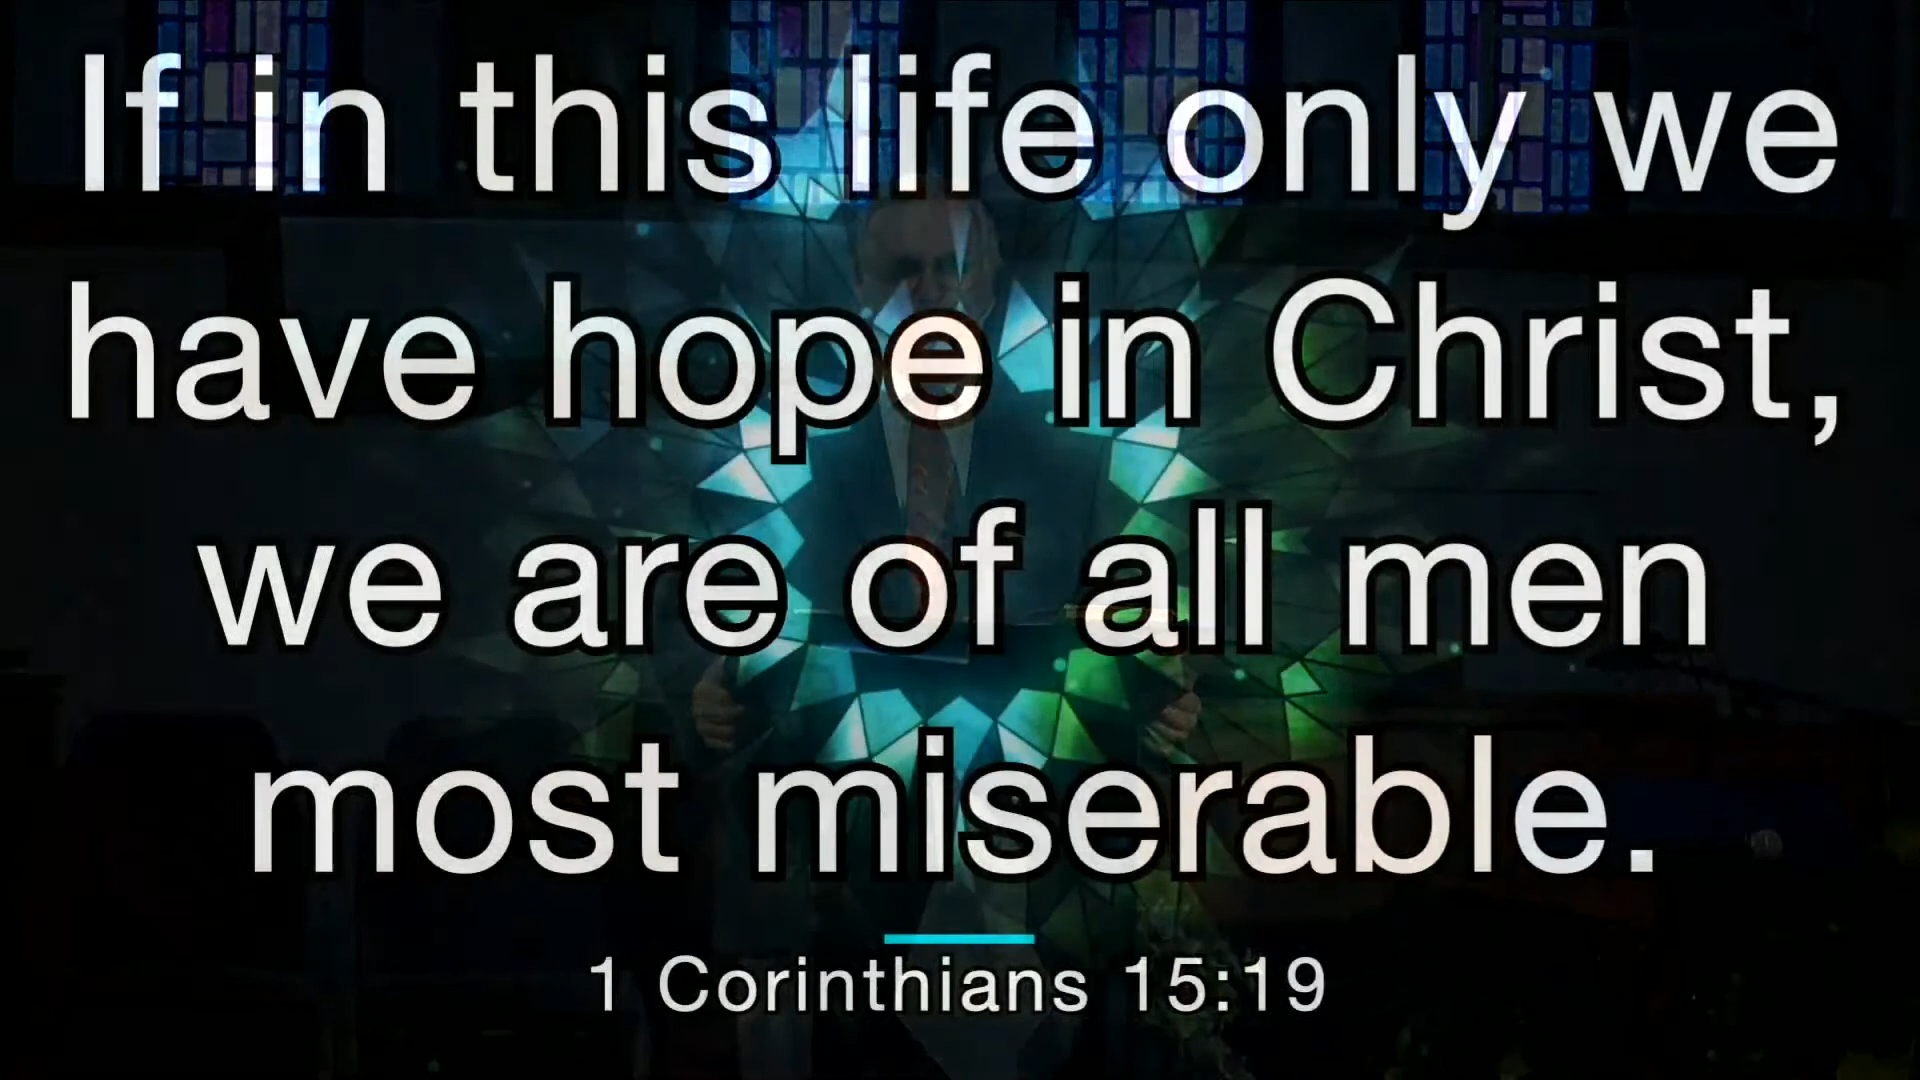 If in this life only we
have hope in Christ,
we are of all men
most miserable.
1 Corinthians 15:19